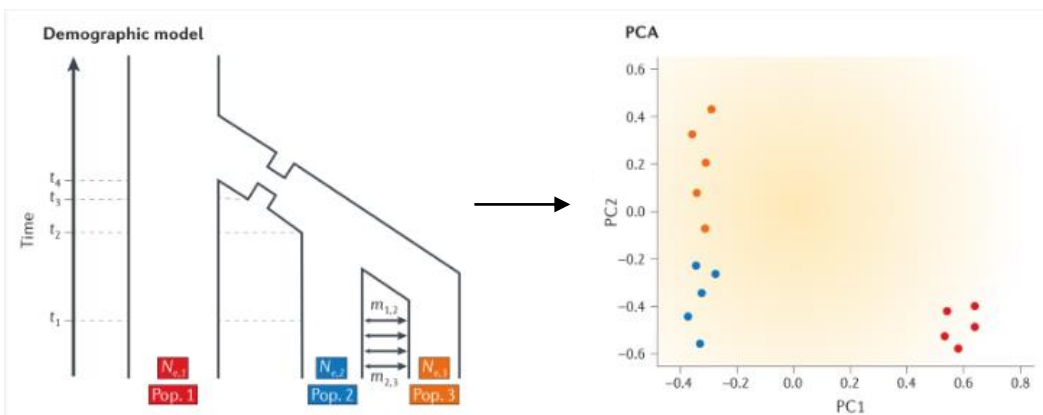 Demographic model
Time
t4
t3
t2
t1
m1,2
m2,3
Ne,1
Ne,2
Ne,3
Pop. 1
Pop. 2
Pop. 3
PCA
PC2
0.6
0.4
0.2
0.0
−0.2
−0.4
−0.6
−0.4
−0.2
0.0
0.2
0.4
0.6
0.8
PC1